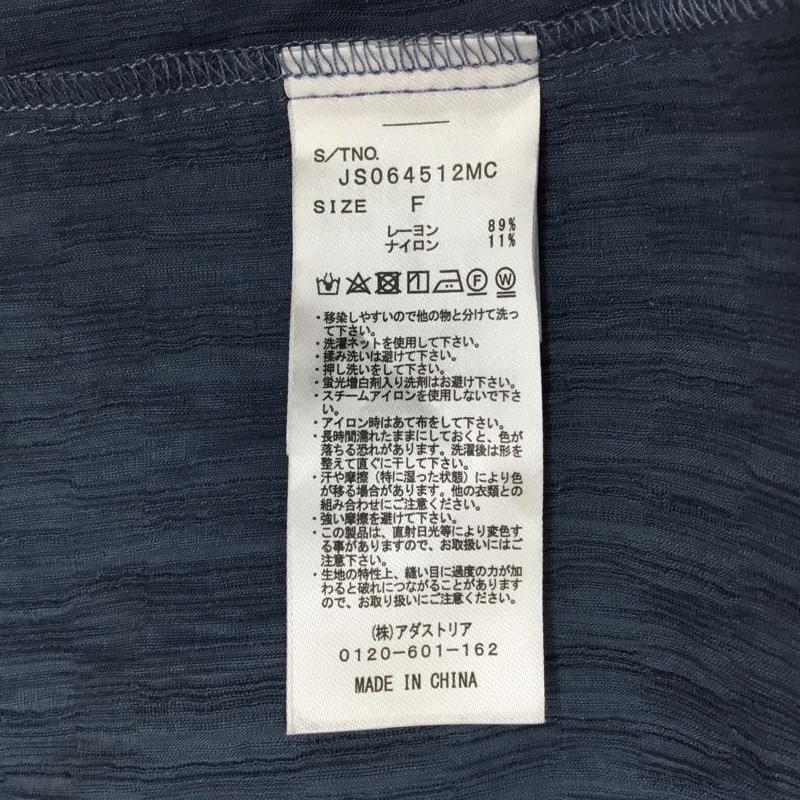 S/TNO.
JS064512MC
SIZE F
レーヨン 89%
ナイロン 11%
F W
・移染しやすいので他の物と分けて洗っ
て下さい。
・洗濯ネットを使用して下さい。
・揉み洗いは避けて下さい。
・押し洗いをして下さい。
・蛍光増白剤入り洗剤はお避け下さい。
・スチームアイロンを使用しないで下さ
い。
・アイロン時はあて布をして下さい。
・長時間濡れたままにしておくと、色が
落ちる恐れがあります。洗濯後は形を
整えて直ぐに干して下さい。
・汗や摩擦（特に湿った状態）により色
が移る場合があります。他の衣類との
組み合わせにご注意ください。
・強い摩擦を避けて下さい。
・この製品は、直射日光等により変色す
る事がありますので、お取扱いにはご
注意下さい。
・生地の特性上、縫い目に過度の力が加
わると破れにつながることがあります
ので、お取り扱いにご注意ください。
(株)アダストリア
0120-601-162
MADE IN CHINA